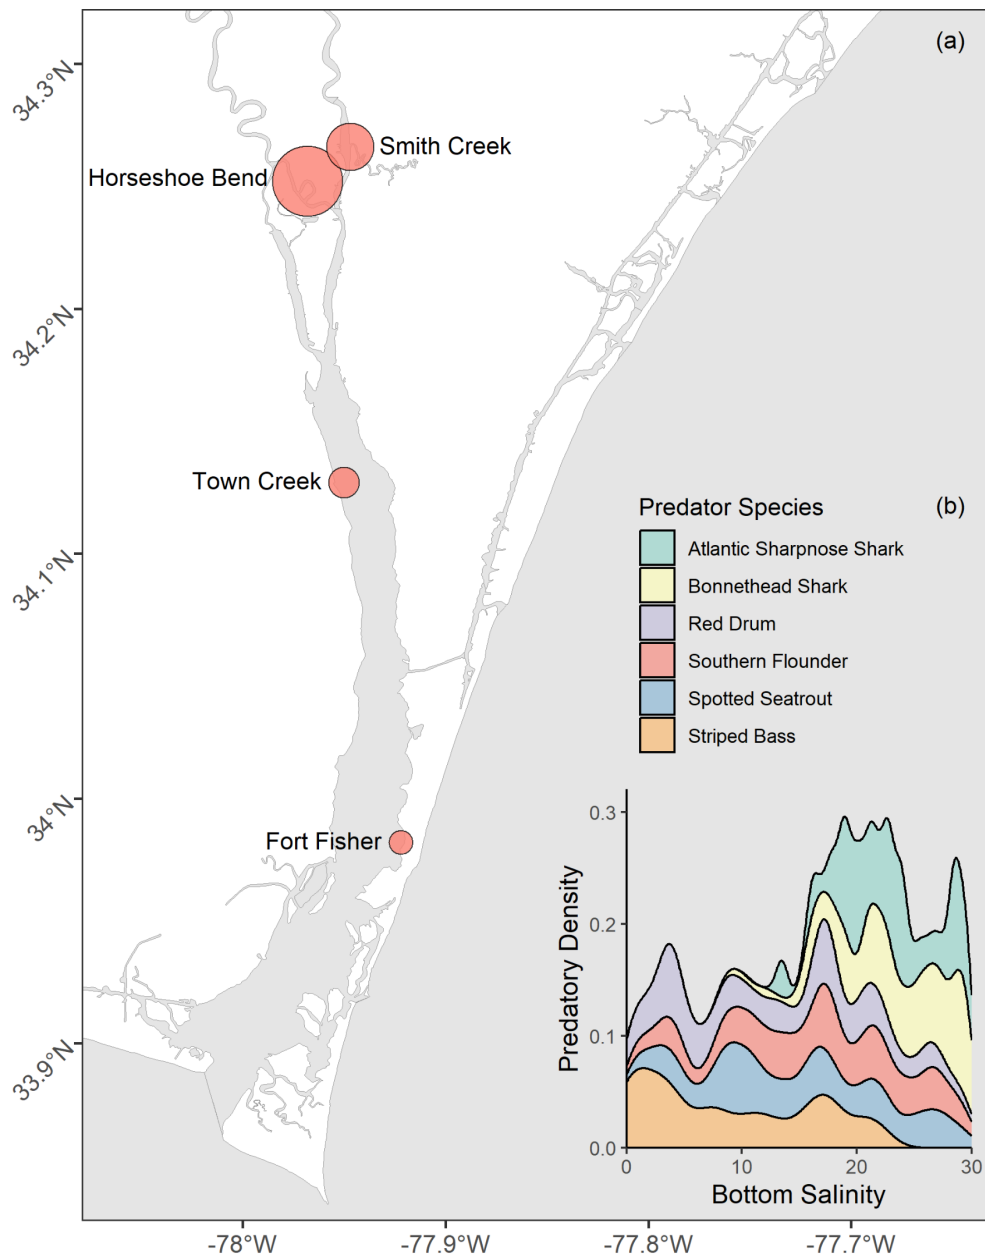 (a)
34.3°N
Smith Creek
Horseshoe Bend
34.2°N
Town Creek
34.1°N
(b)
Predator Species
Atlantic Sharpnose Shark
Bonnethead Shark
Red Drum
Southern Flounder
Spotted Seatrout
Striped Bass
34°N
Fort Fisher
33.9°N
0.3
0.2
0.1
0.0
Predatory Density
0 10 20 30
Bottom Salinity
-78°W -77.9°W -77.8°W -77.7°W